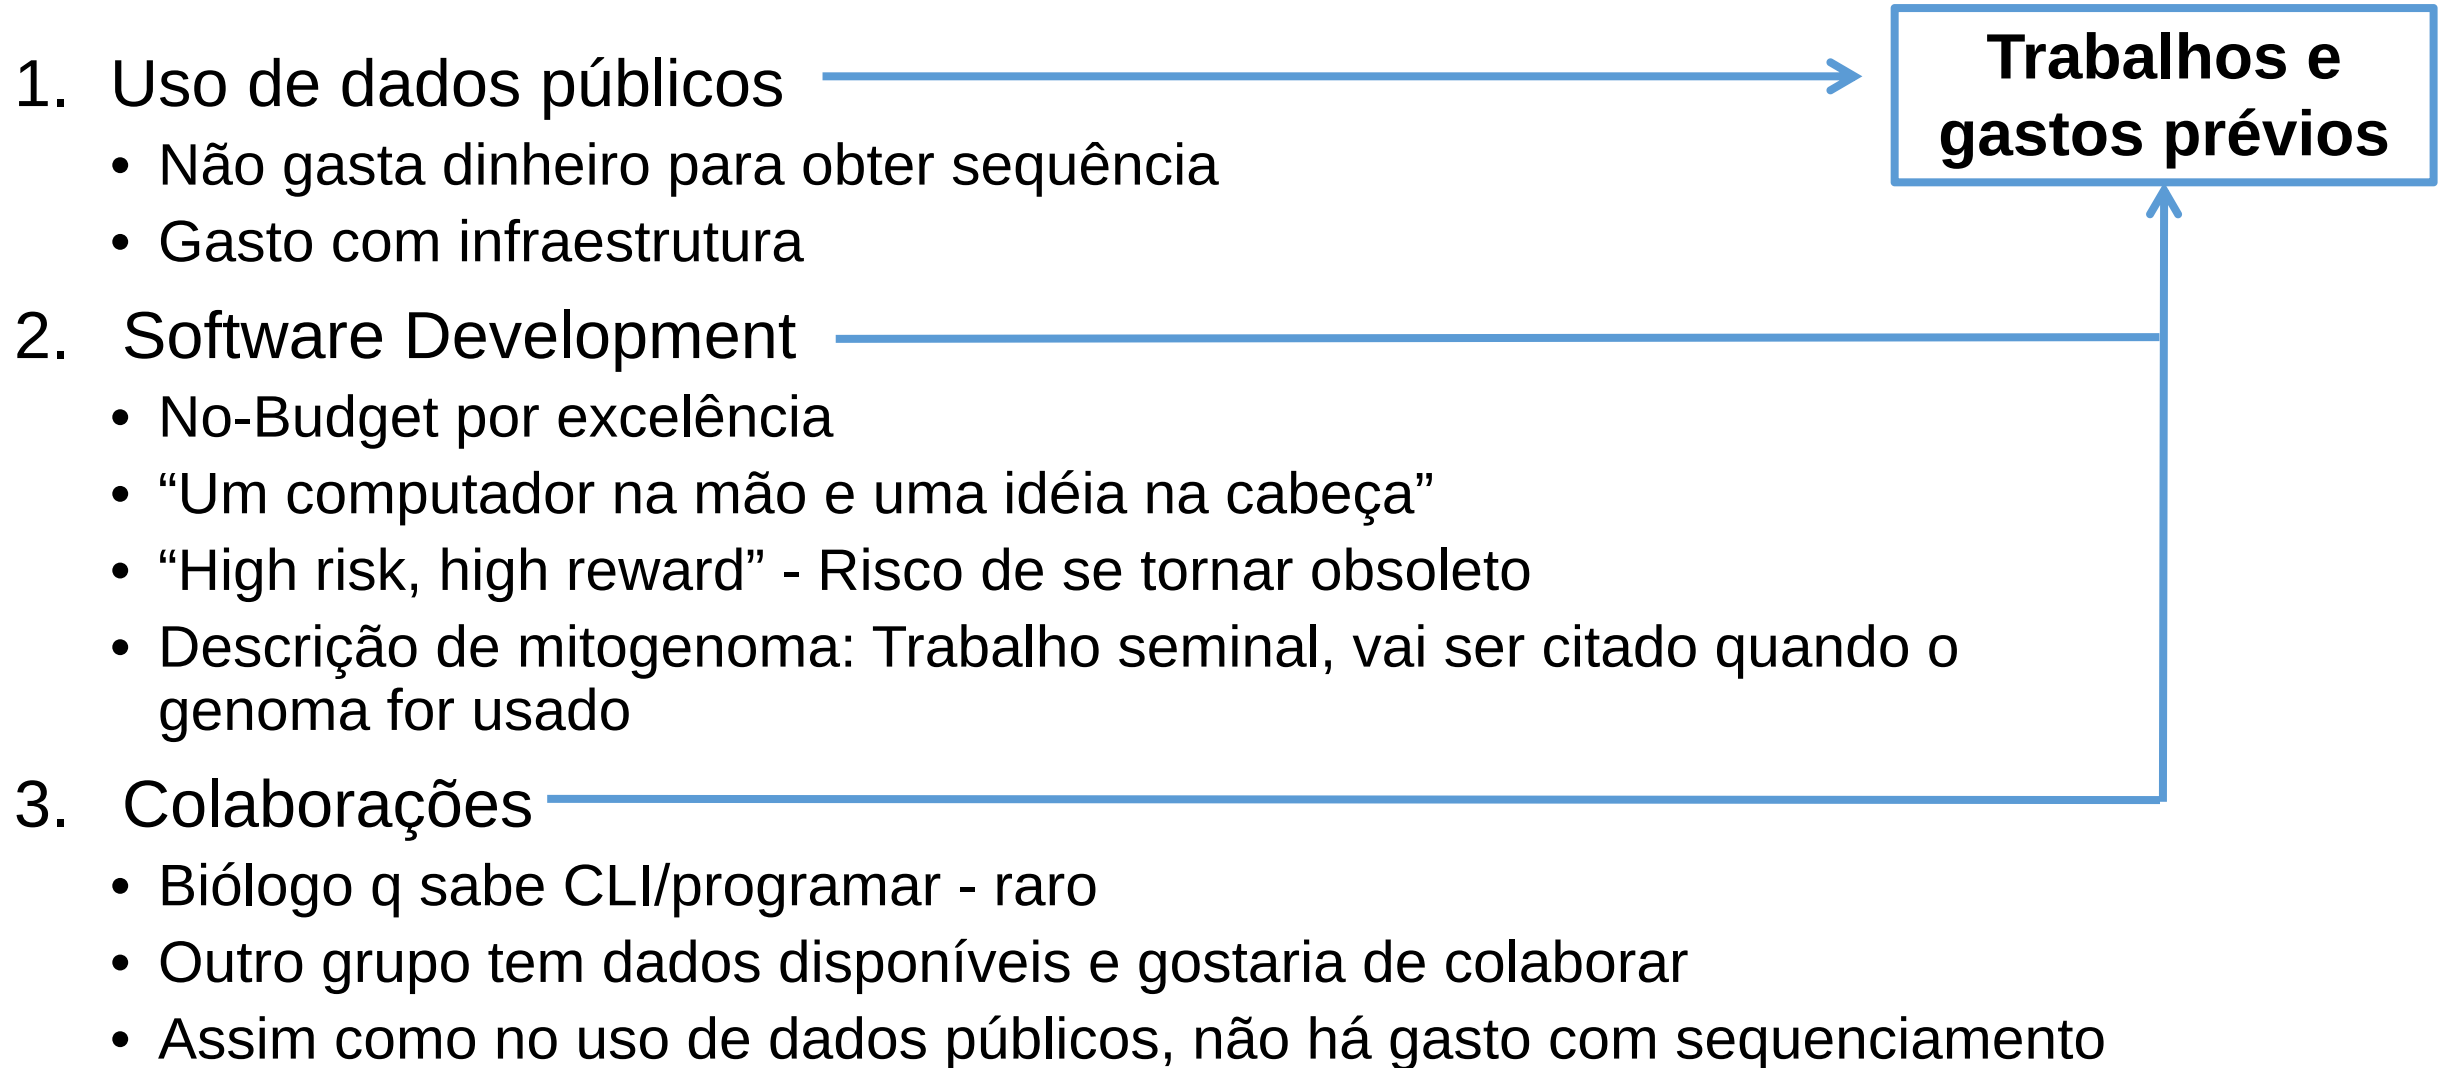 1. Uso de dados públicos
Trabalhos e
gastos prévios
• Não gasta dinheiro para obter sequência
• Gasto com infraestrutura
2. Software Development
• No-Budget por excelência
• “Um computador na mão e uma idéia na cabeça”
• “High risk, high reward” - Risco de se tornar obsoleto
• Descrição de mitogenoma: Trabalho seminal, vai ser citado quando o
genoma for usado
3. Colaborações
• Biólogo q sabe CLI/programar - raro
• Outro grupo tem dados disponíveis e gostaria de colaborar
• Assim como no uso de dados públicos, não há gasto com sequenciamento